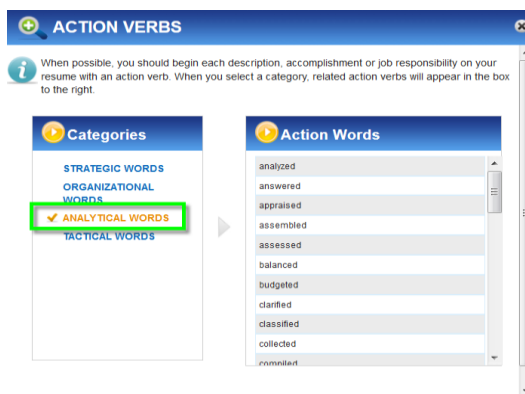 ACTION VERBS
When possible, you should begin each description, accomplishment or job responsibility on your
resume with an action verb. When you select a category, related action verbs will appear in the box
to the right.
Categories
STRATEGIC WORDS
ORGANIZATIONAL
WORDS
ANALYTICAL WORDS
TACTICAL WORDS
Action Words
analyzed
answered
appraised
assembled
assessed
balanced
budgeted
clarified
classified
collected
compiled